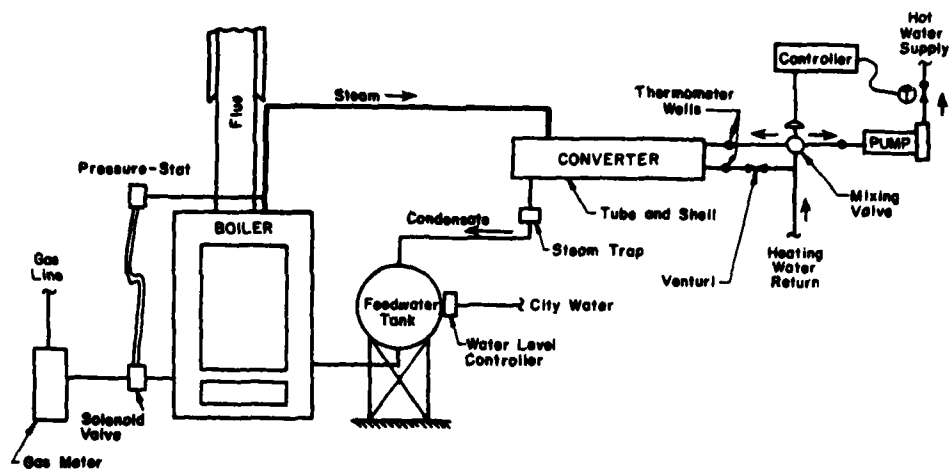 Hot
Water
Supply
Controller
T
Flue
Steam
Thermometer
Wells
CONVERTER
PUMP
Pressure-Stat
Mixing
Valve
Tube and Shell
BOILER
Condensate
Steam Trap
Venturi
Heating
Water
Return
Gas
Line
Feedwater
Tank
City Water
Water Level
Controller
Solonoid
Valve
Gas Meter